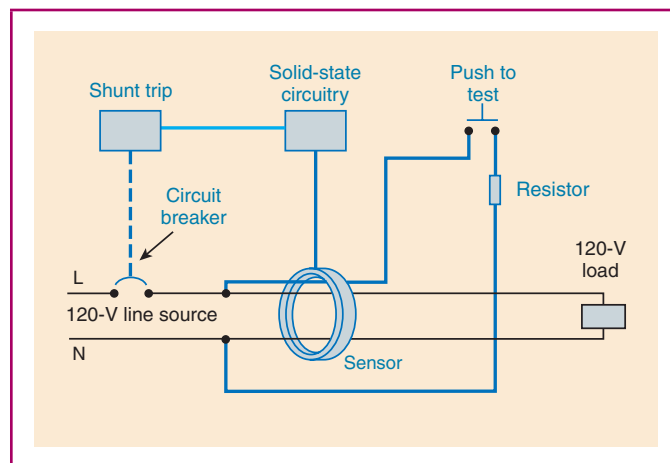 Shunt trip
Solid-state
circuitry
Push to
test
Circuit
breaker
Resistor
120-V
load
L
120-V line source
N
Sensor